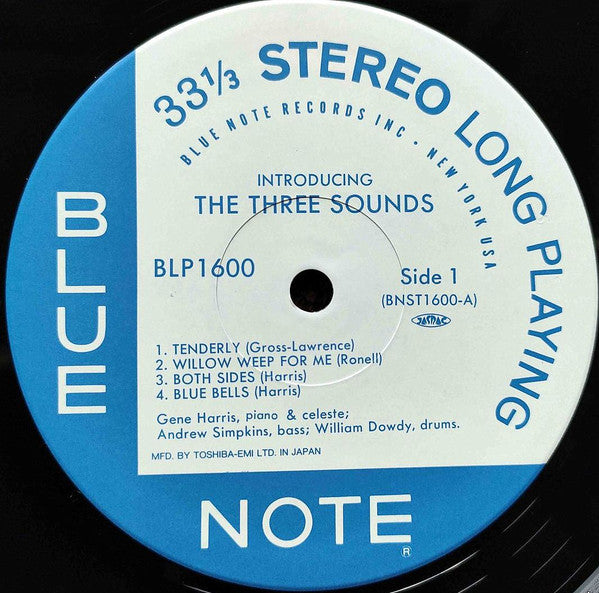 33⅓ STEREO LONG PLAYING
BLUE NOTE RECORDS INC • NEW YORK USA
INTRODUCING
THE THREE SOUNDS
BLP1600
Side 1
(BNST1600-A)
JASRAC
1. TENDERLY (Gross-Lawrence)
2. WILLOW WEEP FOR ME (Ronell)
3. BOTH SIDES (Harris)
4. BLUE BELLS (Harris)
Gene Harris, piano & celeste;
Andrew Simpkins, bass; William Dowdy, drums.
MFD. BY TOSHIBA-EMI LTD. IN JAPAN
BLUE
NOTE®